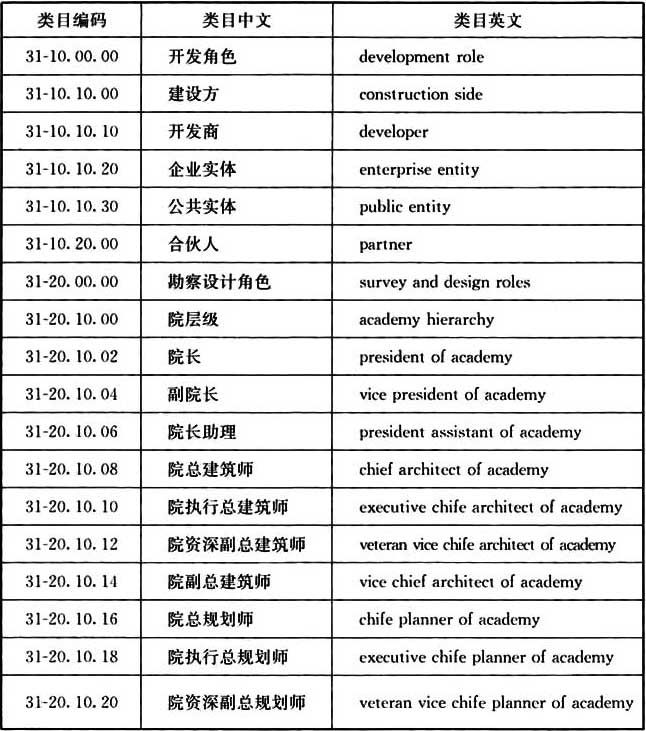 类目编码 类目中文 类目英文
31-10.00.00 开发角色 development role
31-10.10.00 建设方 construction side
31-10.10.10 开发商 developer
31-10.10.20 企业实体 enterprise entity
31-10.10.30 公共实体 public entity
31-10.20.00 合伙人 partner
31-20.00.00 勘察设计角色 survey and design roles
31-20.10.00 院层级 academy hierarchy
31-20.10.02 院长 president of academy
31-20.10.04 副院长 vice president of academy
31-20.10.06 院长助理 president assistant of academy
31-20.10.08 院总建筑师 chief architect of academy
31-20.10.10 院执行总建筑师 executive chife architect of academy
31-20.10.12 院资深副总建筑师 veteran vice chife architect of academy
31-20.10.14 院副总建筑师 vice chief architect of academy
31-20.10.16 院总规划师 chife planner of academy
31-20.10.18 院执行总规划师 executive chife planner of academy
31-20.10.20 院资深副总规划师 veteran vice chife planner of academy